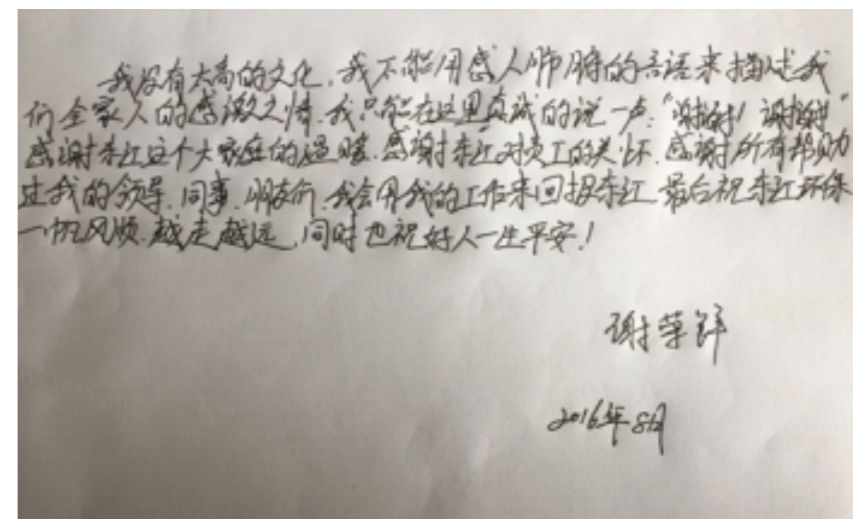 我没有太高的文化，我不能用感人肺腑的言语来描述我
们全家人的感激之情，我只能在这里真诚的说一声：“谢谢！谢谢”
感谢东江这个大家庭的温暖，感谢东江对员工的关怀，感谢所有帮助
过我的领导、同事、朋友们，我会用我的工作来回报东江，最后祝东江环保
一帆风顺，越走越远，同时也祝好人一生平安！
谢荣
2016年8月